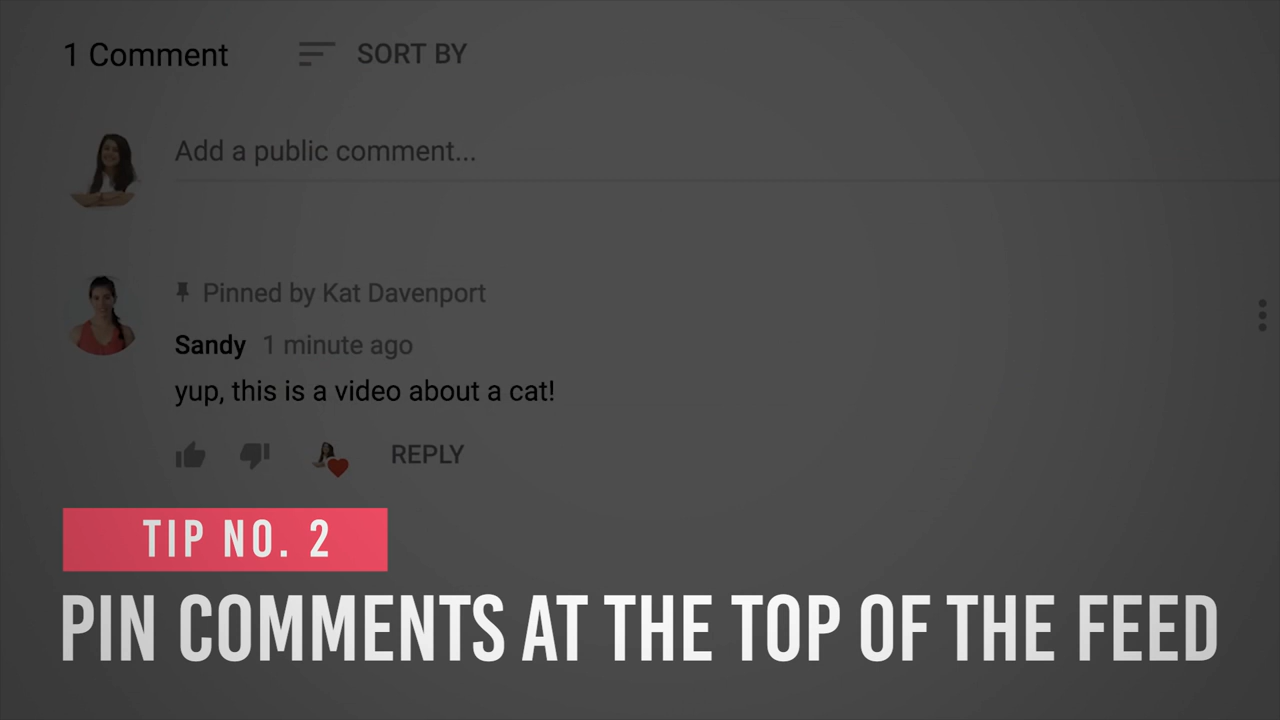 1 Comment SORT BY
Add a public comment...
Pinned by Kat Davenport
Sandy 1 minute ago
yup, this is a video about a cat!
REPLY
TIP NO. 2
PIN COMMENTS AT THE TOP OF THE FEED